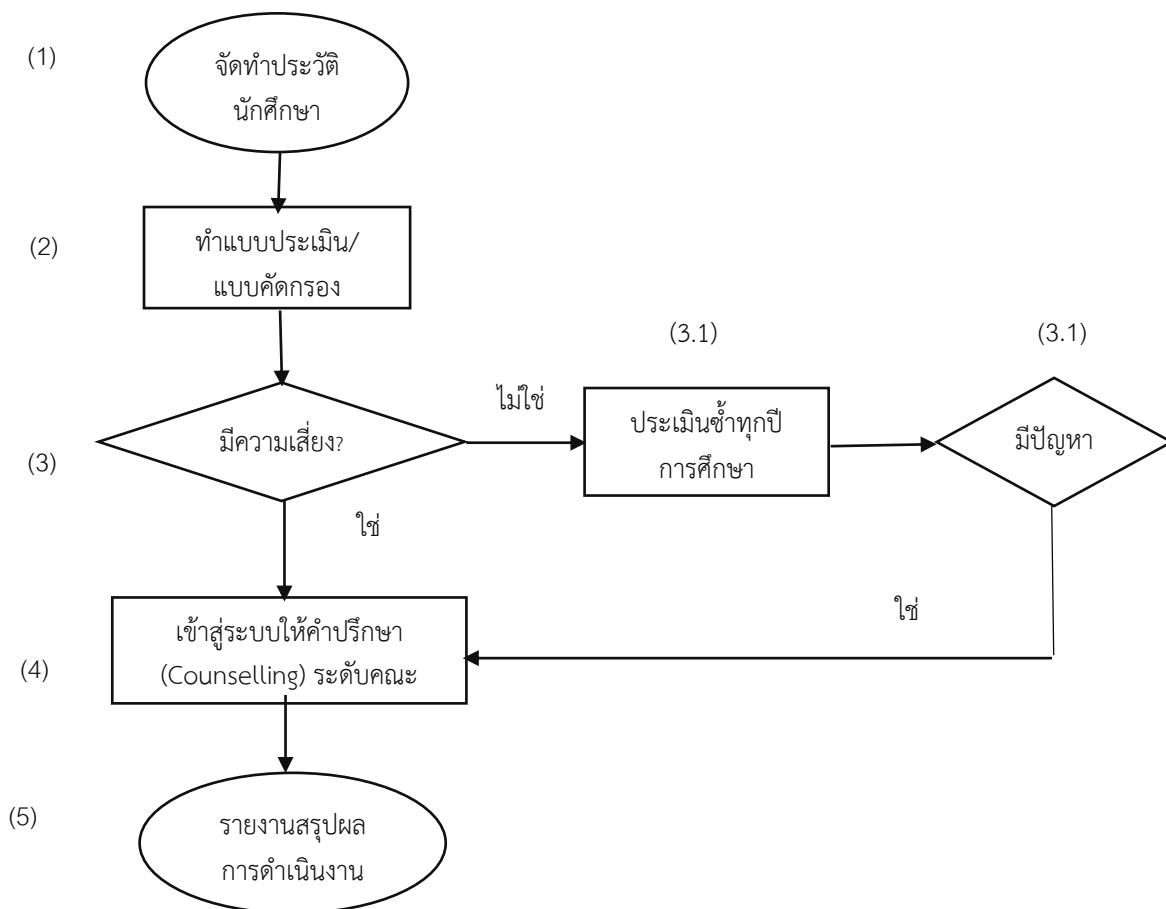 (1)
จัดทำประวัติ
นักศึกษา
(2)
ทำแบบประเมิน/
แบบคัดกรอง
(3.1)
(3.1)
ไม่ใช่
(3)
มีความเสี่ยง?
ประเมินซ้ำทุกปี
การศึกษา
มีปัญหา
ใช่
ใช่
(4)
เข้าสู่ระบบให้คำปรึกษา
(Counselling) ระดับคณะ
(5)
รายงานสรุปผล
การดำเนินงาน